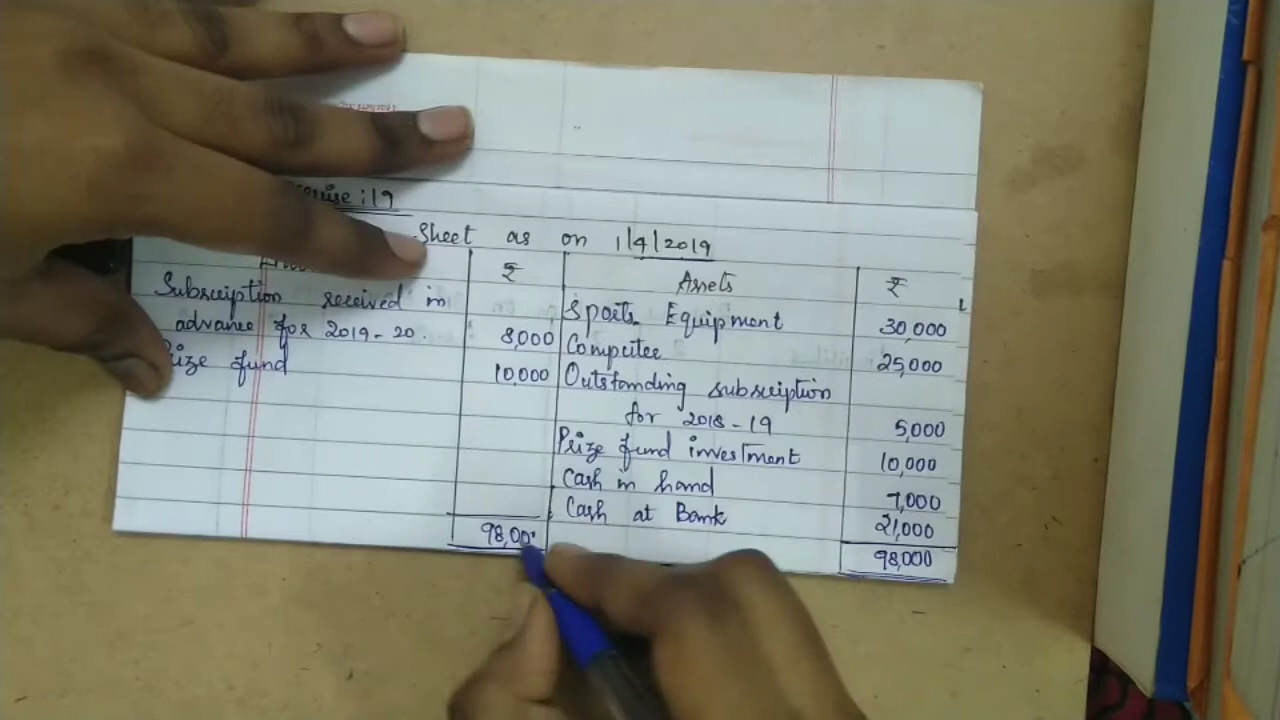 : 19
Sheet as on 1/4/2019
₹ Assets ₹
Subscription received in Sports Equipment 30,000
advance for 2019-20. 8,000 Computer 25,000
fund 10,000 Outstanding subscription
for 2018-19 5,000
Prize fund investment 10,000
Cash in hand 7,000
Cash at Bank 21,000
98,00 98,000